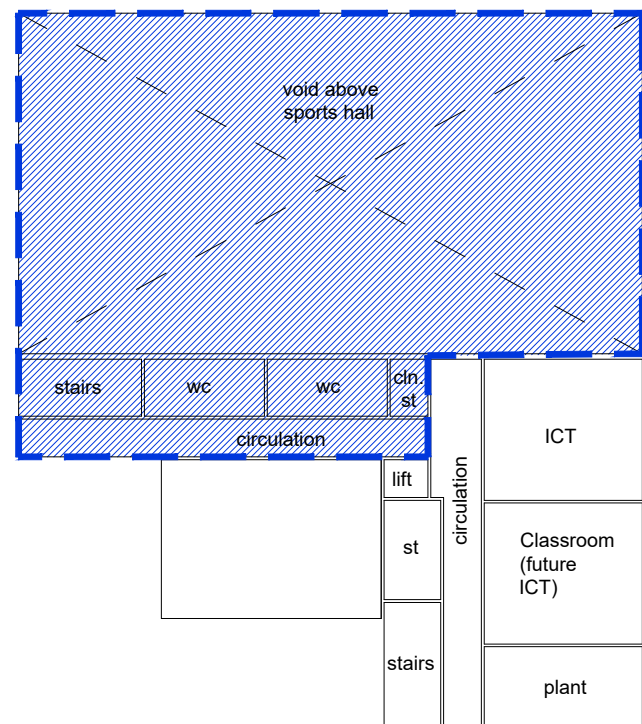 void above
sports hall
stairs
wc
wc
cln.
st
circulation
lift
circulation
ICT
st
Classroom
(future
ICT)
stairs
plant